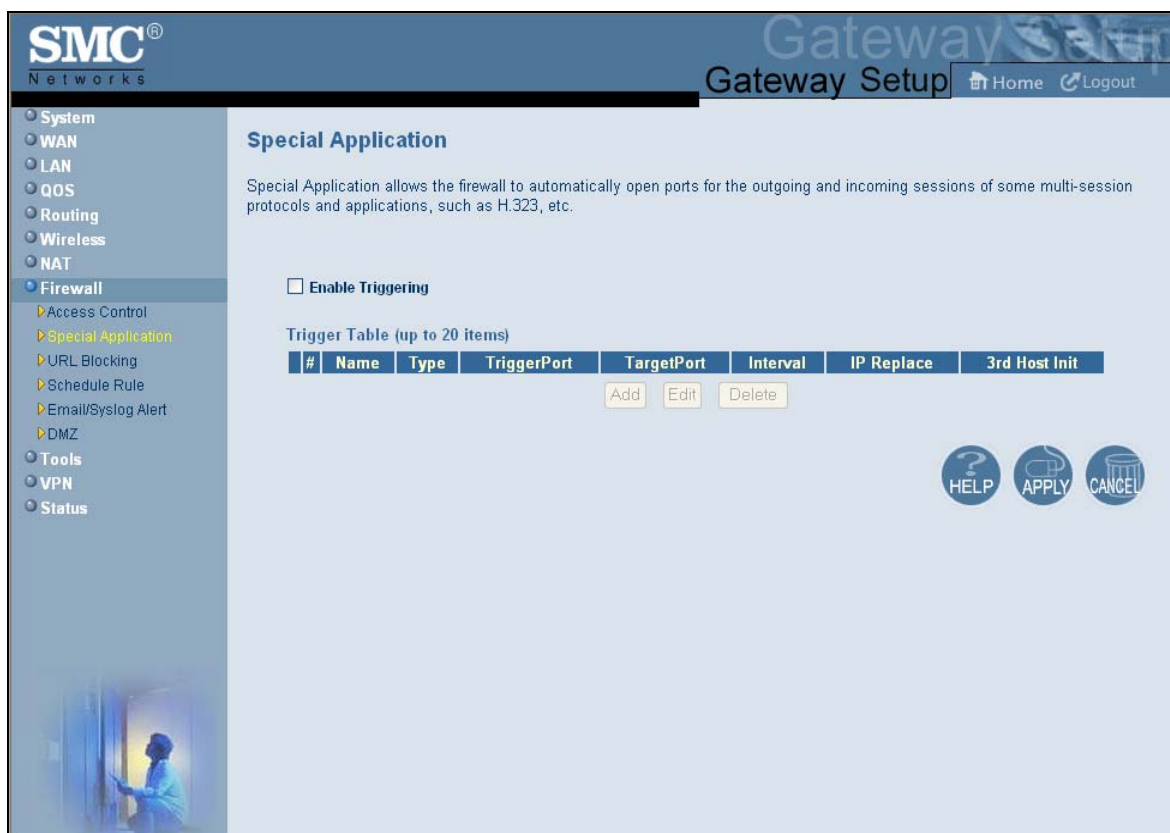 SMC®
Networks
Gateway Setup
Gateway Setup
Home
Logout
System
WAN
LAN
QOS
Routing
Wireless
NAT
Firewall
Access Control
Special Application
URL Blocking
Schedule Rule
Email/Syslog Alert
DMZ
Tools
VPN
Status
Special Application
Special Application allows the firewall to automatically open ports for the outgoing and incoming sessions of some multi-session
protocols and applications, such as H.323, etc.
Enable Triggering
Trigger Table (up to 20 items)
# Name Type TriggerPort TargetPort Interval IP Replace 3rd Host Init
Add Edit Delete
HELP APPLY CANCEL